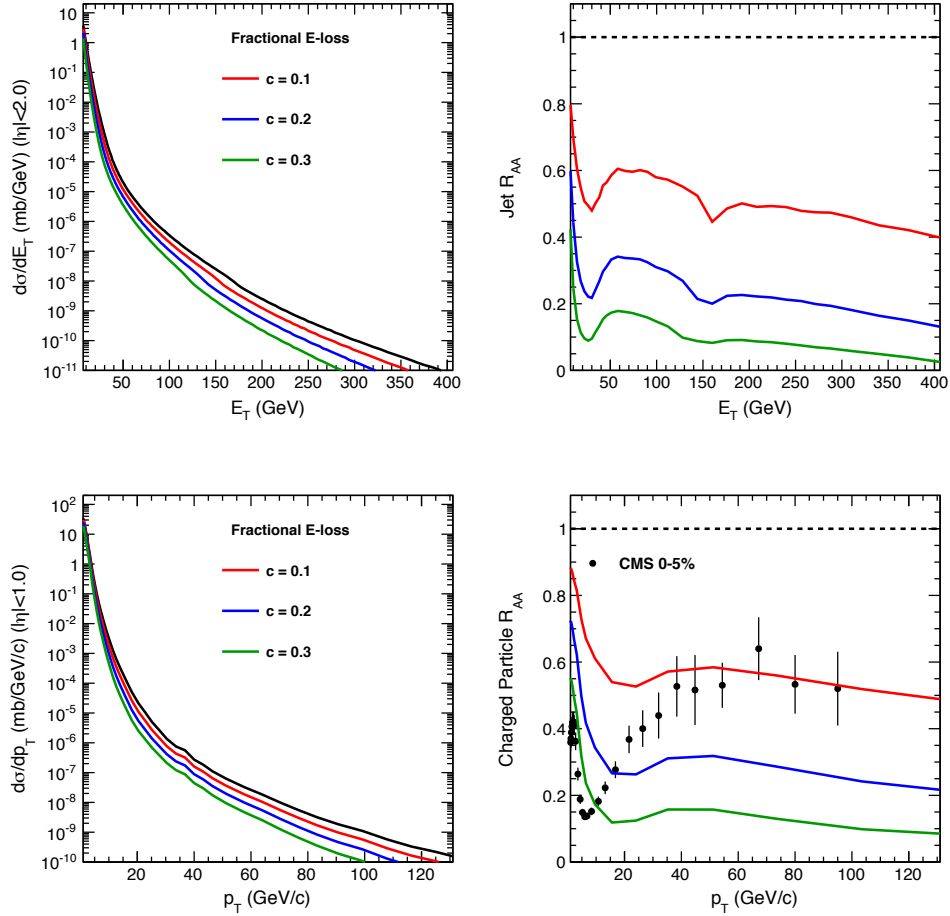 Fractional E-loss
c = 0.1
c = 0.2
c = 0.3
dσ/dE_T (mb/GeV) (|η|<2.0)
10
1
10^-1
10^-2
10^-3
10^-4
10^-5
10^-6
10^-7
10^-8
10^-9
10^-10
10^-11
50 100 150 200 250 300 350 400
E_T (GeV)
Jet R_AA
1
0.8
0.6
0.4
0.2
0
50 100 150 200 250 300 350 400
E_T (GeV)
Fractional E-loss
c = 0.1
c = 0.2
c = 0.3
dσ/dp_T (mb/GeV/c) (|η|<1.0)
10^2
10
1
10^-1
10^-2
10^-3
10^-4
10^-5
10^-6
10^-7
10^-8
10^-9
10^-10
20 40 60 80 100 120
p_T (GeV/c)
CMS 0-5%
Charged Particle R_AA
1
0.8
0.6
0.4
0.2
0
20 40 60 80 100 120
p_T (GeV/c)